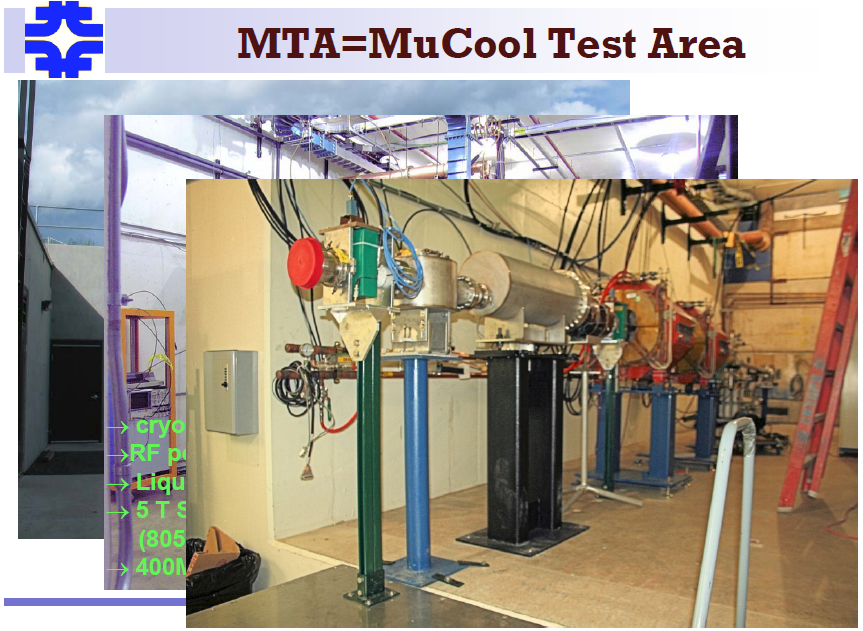 MTA=MuCool Test Area
→ cryo
→RF p
→ Liqu
→ 5 T S
(805
→ 400M